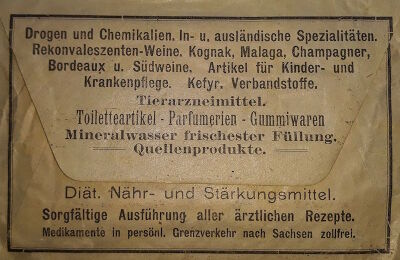 Drogen und Chemikalien. In- u. ausländische Spezialitäten.
Rekonvaleszenten-Weine. Kognak, Malaga, Champagner,
Bordeaux u. Südweine. Artikel für Kinder- und
Krankenpflege. Kefyr. Verbandstoffe.
Tierarzneimittel.
Toiletteartikel - Parfumerien - Gummiwaren
Mineralwasser frischester Füllung.
Quellenprodukte.
Diät. Nähr- und Stärkungsmittel.
Sorgfältige Ausführung aller ärztlichen Rezepte.
Medikamente in persönl. Grenzverkehr nach Sachsen zollfrei.